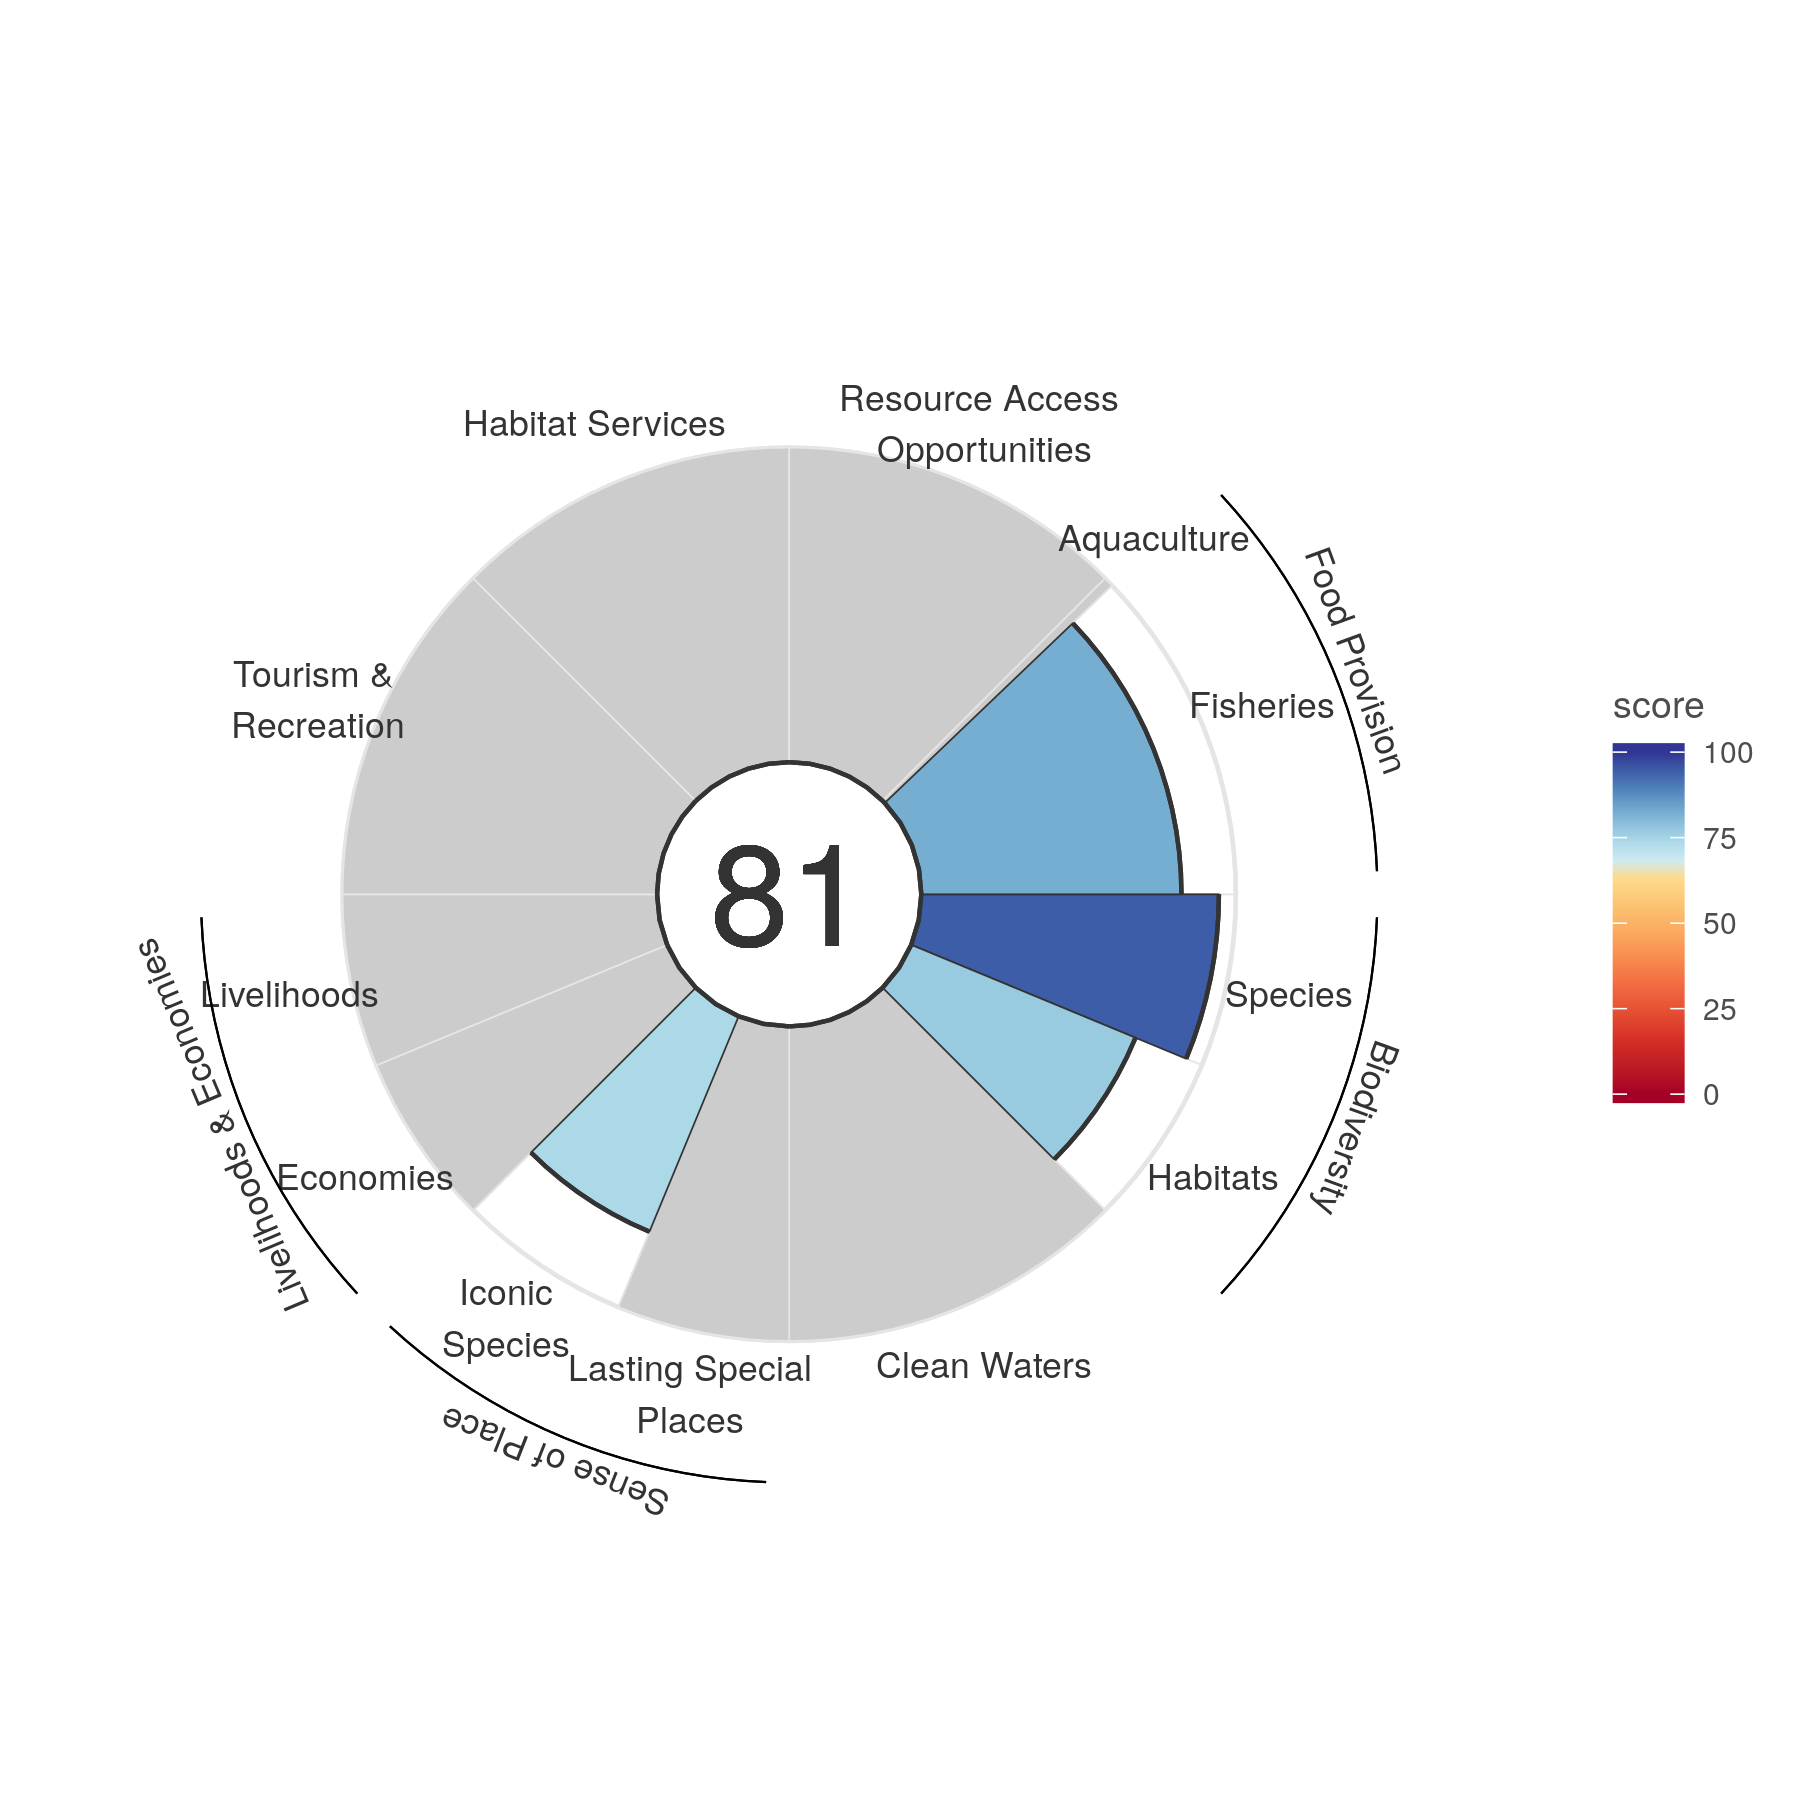 Resource Access
Opportunities
Habitat Services
Aquaculture
Food Provision
Tourism &
Recreation
Fisheries
score
100
75
50
25
0
81
Livelihoods
Species
Livelihoods & Economies
Biodiversity
Economies
Habitats
Iconic
Species
Lasting Special
Places
Clean Waters
Sense of Place